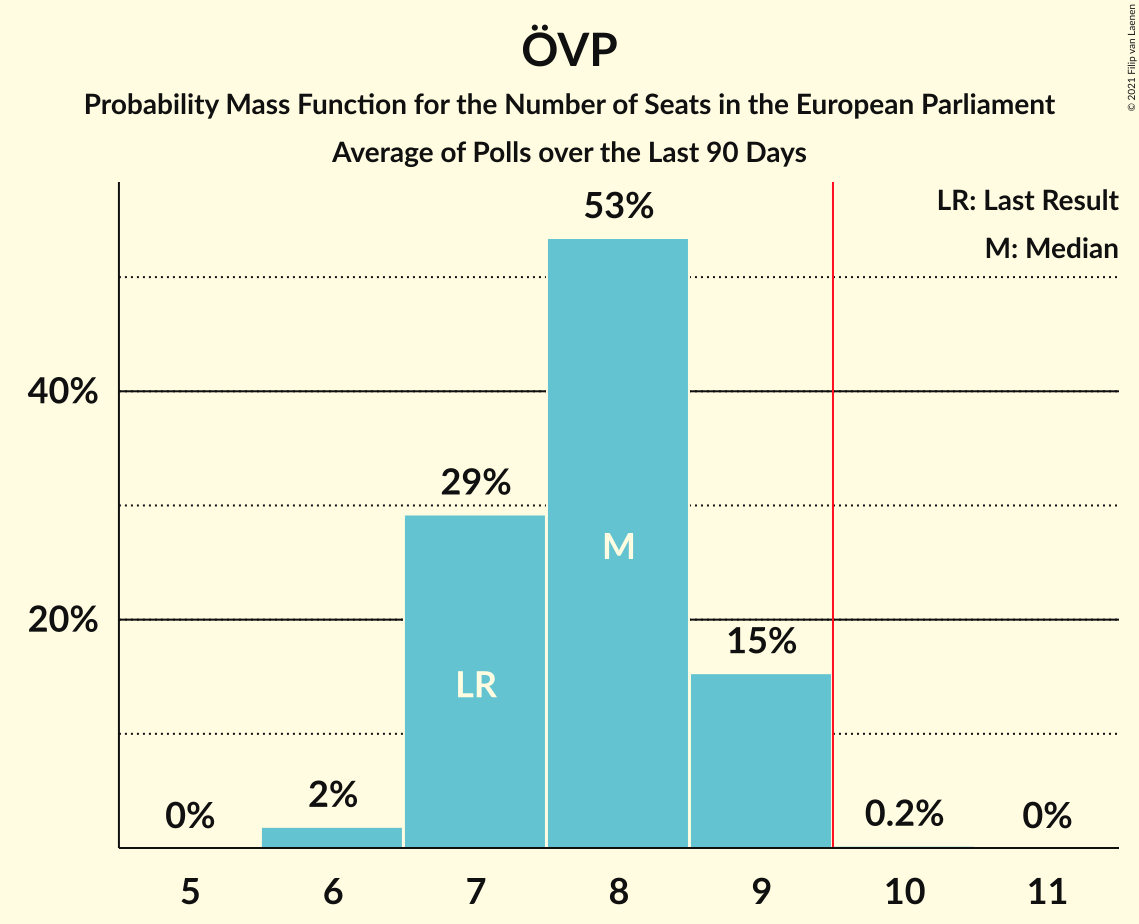 ÖVP
Probability Mass Function for the Number of Seats in the European Parliament
Average of Polls over the Last 90 Days
© 2021 Filip van Laenen
LR: Last Result
M: Median
53%
40%
29%
M
20%
15%
LR
2%
0%
0.2%
0%
5 6 7 8 9 10 11